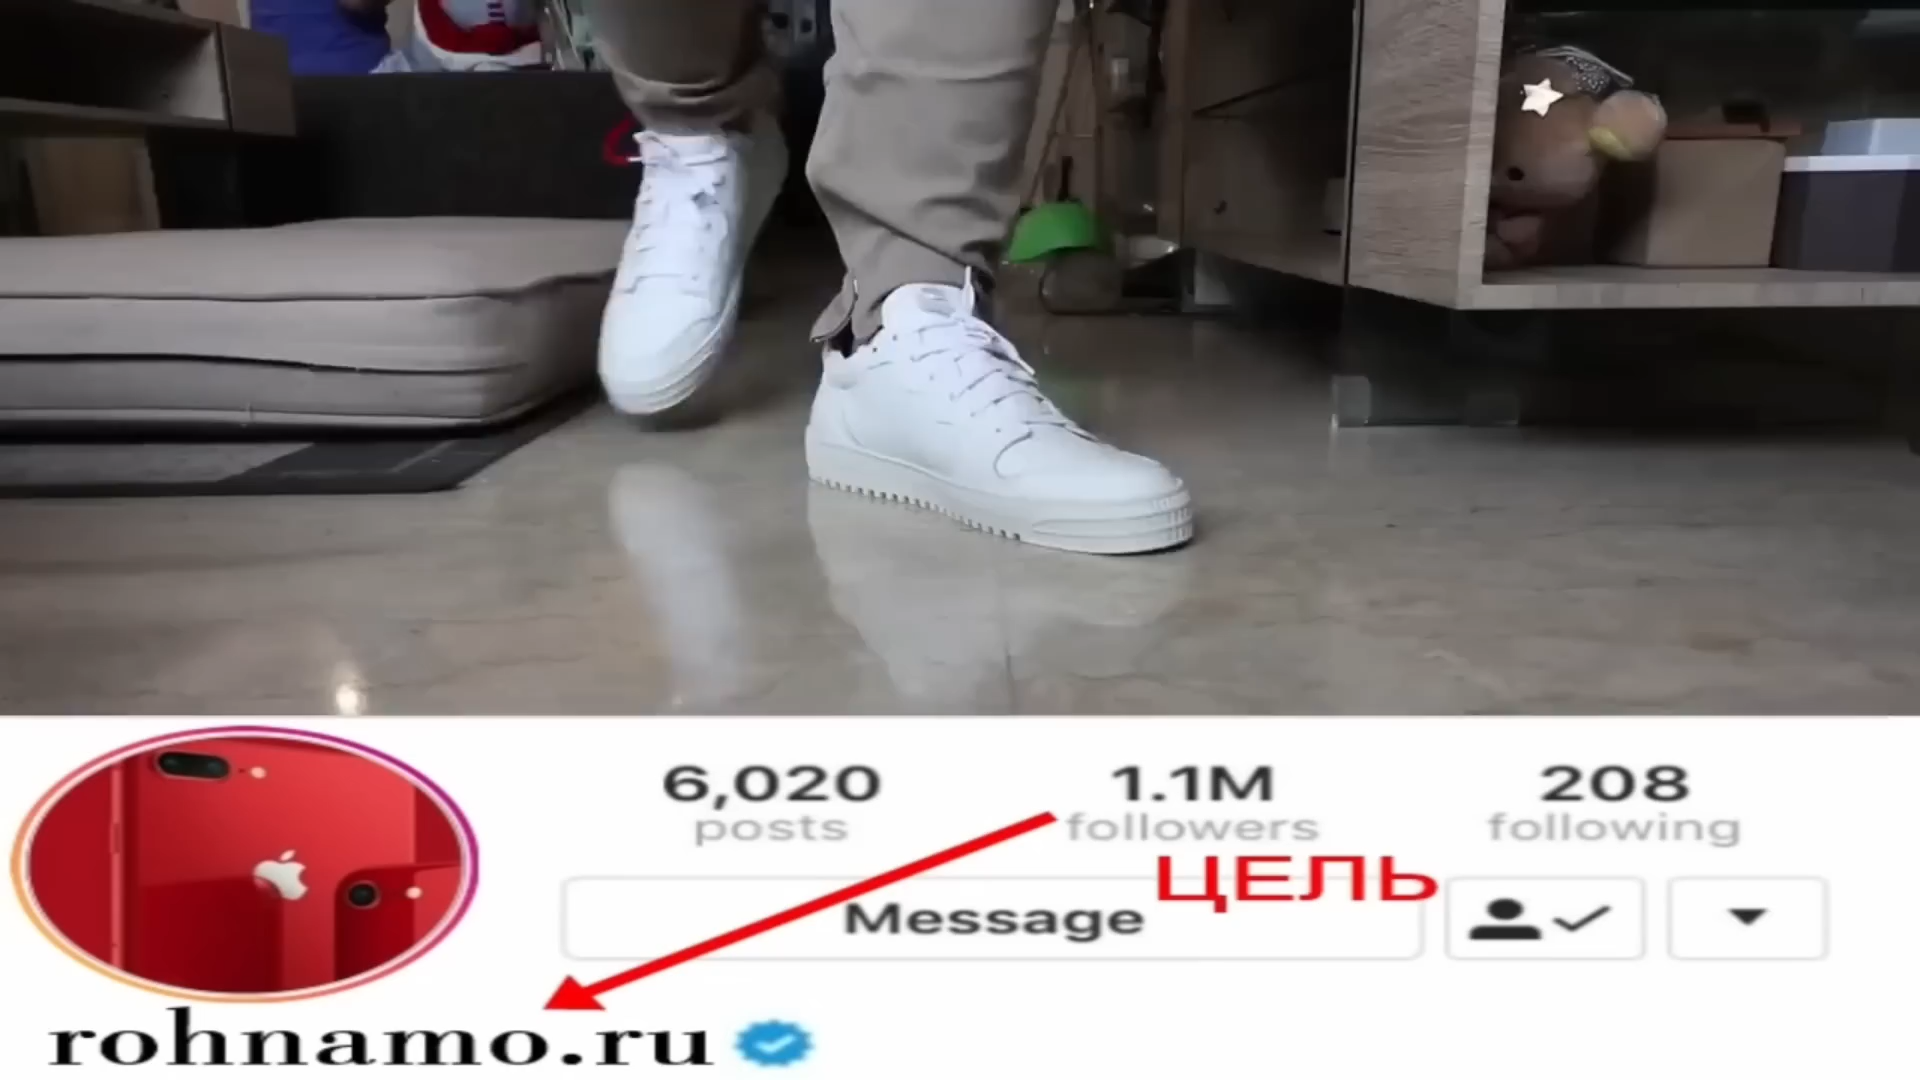 6,020 1.1M 208
posts followers following
ЦЕЛЬ
Message
rohnamo.ru